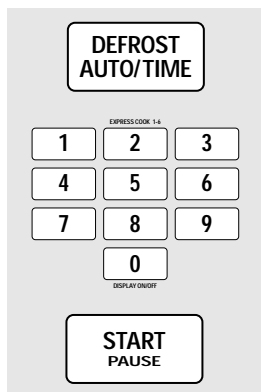 DEFROST
AUTO/TIME
EXPRESS COOK 1-6
1 2 3
4 5 6
7 8 9
0
DISPLAY ON/OFF
START
PAUSE